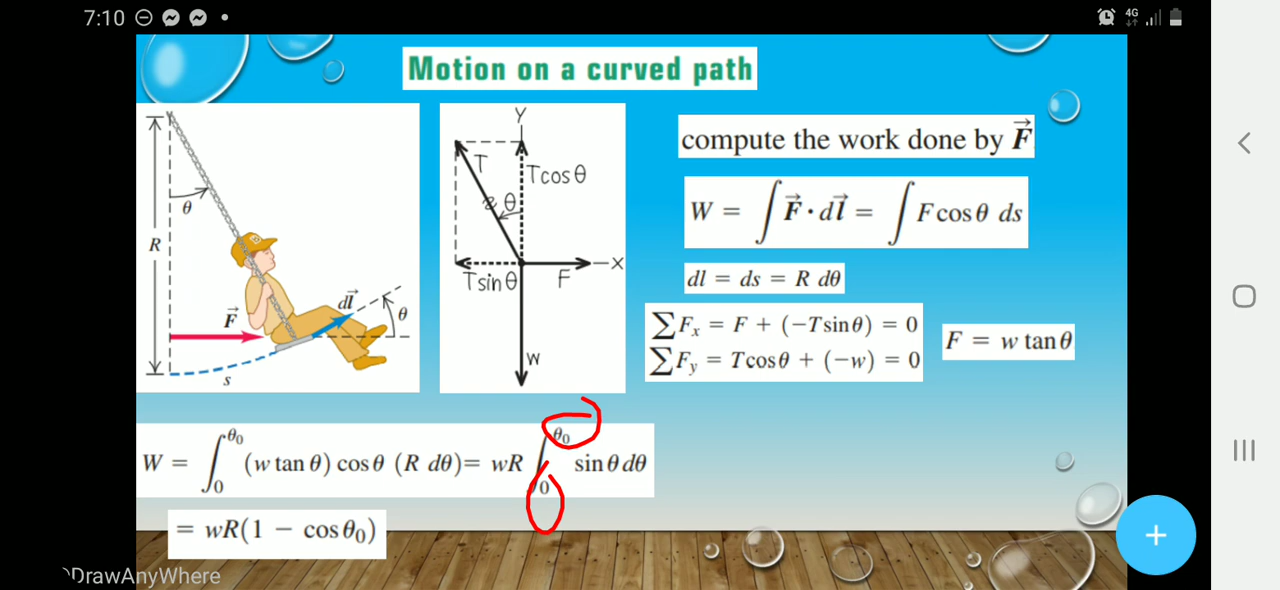 7:10
4G
Motion on a curved path
R
θ
F⃗
dl⃗
θ
s
Y
T
Tcosθ
θ
X
Tsinθ
F
W
compute the work done by F⃗
W = ∫ F⃗ · dl⃗ = ∫ F cos θ ds
dl = ds = R dθ
∑Fₓ = F + (−T sin θ) = 0
∑Fᵧ = T cos θ + (−w) = 0
F = w tan θ
W = ∫₀^θ₀ (w tan θ) cos θ (R dθ) = wR ∫₀^θ₀ sin θ dθ
= wR(1 − cos θ₀)
DrawAnyWhere